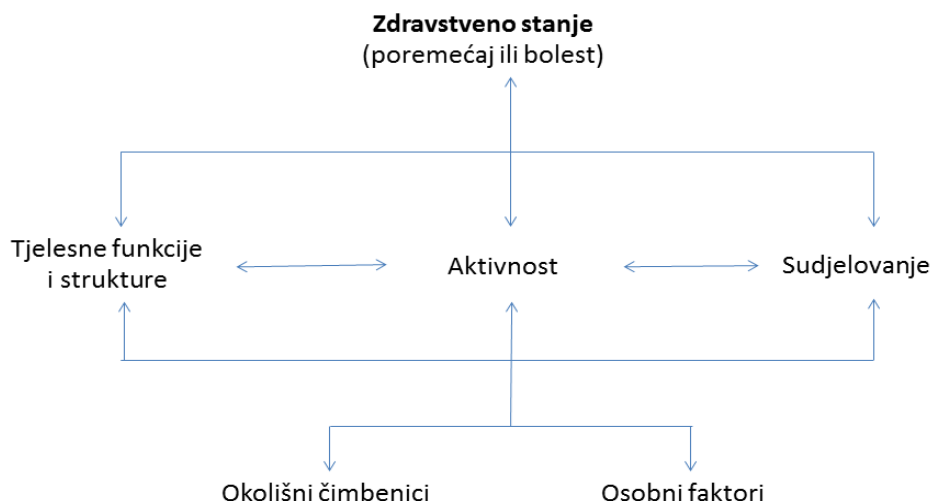 Zdravstveno stanje
(poremećaj ili bolest)
Tjelesne funkcije
i strukture
Aktivnost
Sudjelovanje
Okolišni čimbenici
Osobni faktori